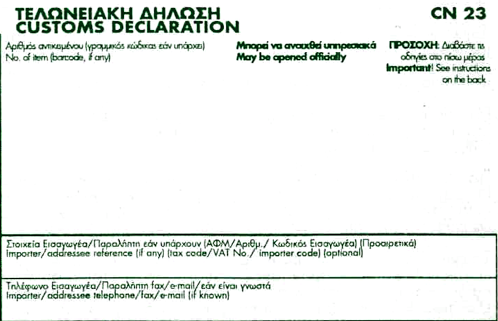 ΤΕΛΩΝΕΙΑΚΗ ΔΗΛΩΣΗ
CUSTOMS DECLARATION
CN 23
Αριθμός αντικειμένου (γραμμικός κώδικας εάν υπάρχει)
No. of item (barcode, if any)
Μπορεί να ανοιχθεί υπηρεσιακά
May be opened officially
ΠΡΟΣΟΧΗ: Διαβάστε τις
οδηγίες στο πίσω μέρος
Important! See instructions
on the back
Στοιχεία Εισαγωγέα/Παραλήπτη εάν υπάρχουν (ΑΦΜ/Αριθμ./ Κωδικός Εισαγωγέα) (Προαιρετικά)
Importer/addressee reference (if any) (tax code/VAT No./ importer code) (optional)
Τηλέφωνο Εισαγωγέα/Παραλήπτη fax/e-mail/εάν είναι γνωστά
Importer/addressee telephone/fax/e-mail (if known)